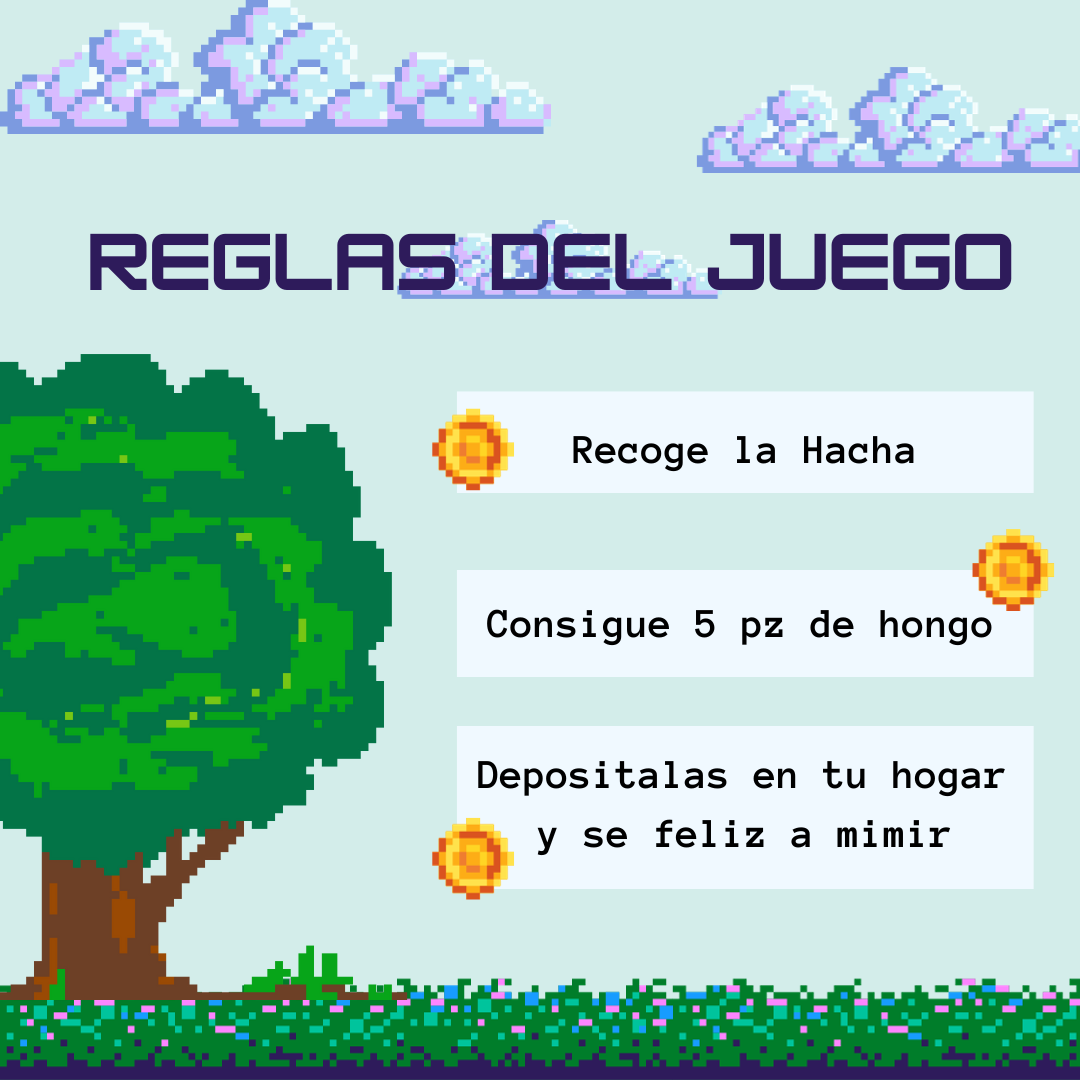 REGLAS DEL JUEGO
Recoge la Hacha
Consigue 5 pz de hongo
Depositalas en tu hogar
y se feliz a mimir